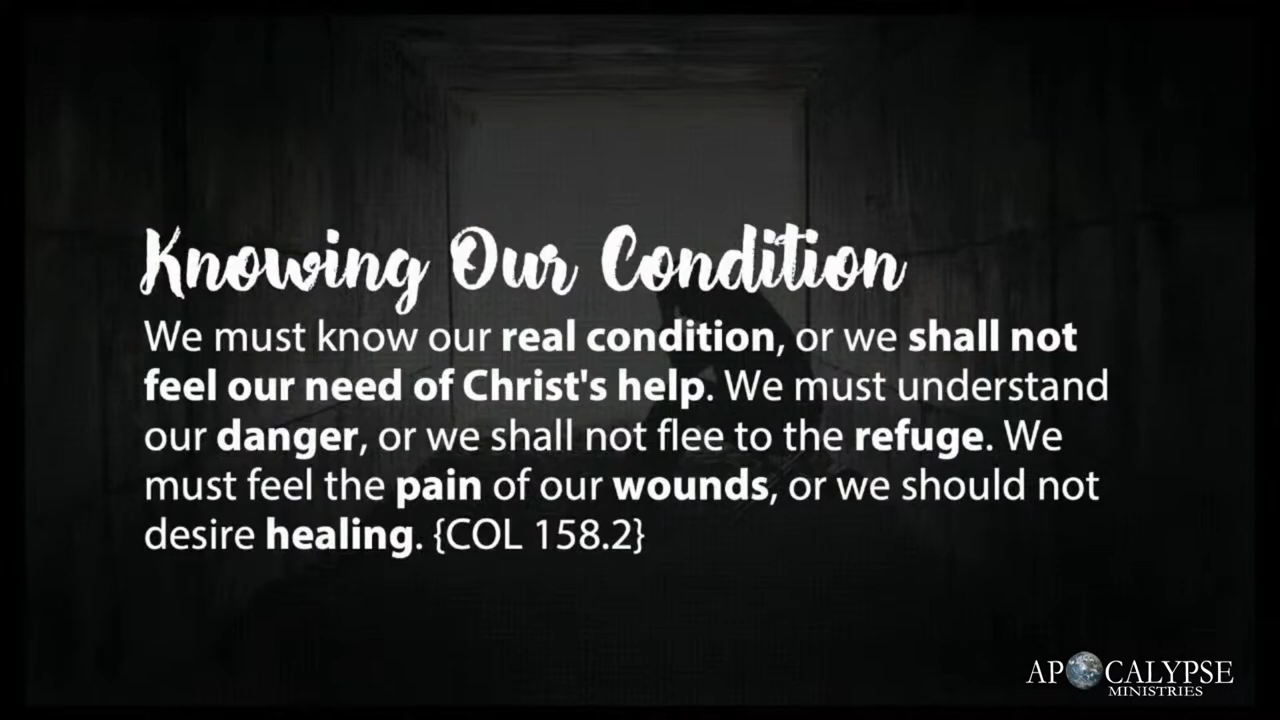 Knowing Our Condition
We must know our real condition, or we shall not
feel our need of Christ's help. We must understand
our danger, or we shall not flee to the refuge. We
must feel the pain of our wounds, or we should not
desire healing. {COL 158.2}
APOCALYPSE
MINISTRIES